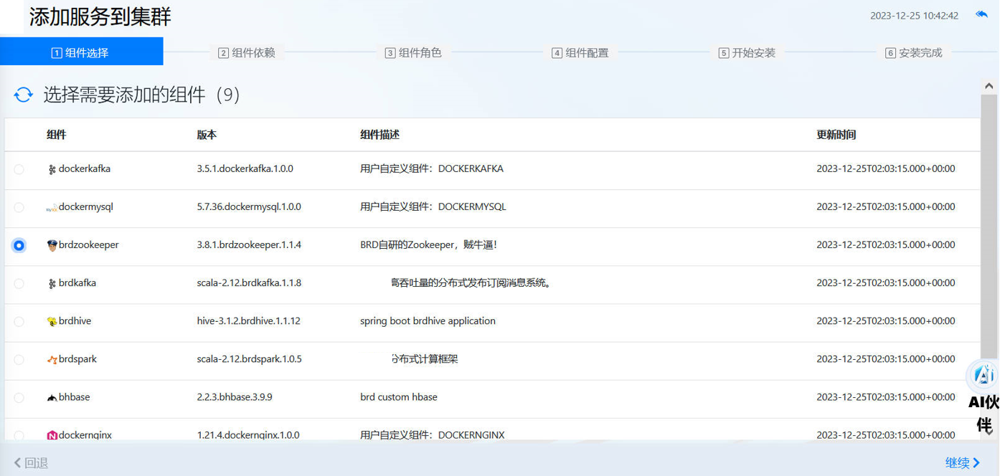 添加服务到集群
2023-12-25 10:42:42
1 组件选择
2 组件依赖
3 组件角色
4 组件配置
5 开始安装
6 安装完成
选择需要添加的组件（9）
组件 版本 组件描述 更新时间
dockerkafka 3.5.1.dockerkafka.1.0.0 用户自定义组件：DOCKERKAFKA 2023-12-25T02:03:15.000+00:00
dockermysql 5.7.36.dockermysql.1.0.0 用户自定义组件：DOCKERMYSQL 2023-12-25T02:03:15.000+00:00
brdzookeeper 3.8.1.brdzookeeper.1.1.4 BRD自研的Zookeeper，贼牛逼！ 2023-12-25T02:03:15.000+00:00
brdkafka scala-2.12.brdkafka.1.1.8 高吞吐量的分布式发布订阅消息系统。 2023-12-25T02:03:15.000+00:00
brdhive hive-3.1.2.brdhive.1.1.12 spring boot brdhive application 2023-12-25T02:03:15.000+00:00
brdspark scala-2.12.brdspark.1.0.5 分布式计算框架 2023-12-25T02:03:15.000+00:00
bhbase 2.2.3.bhbase.3.9.9 brd custom hbase 2023-12-25T02:03:15.000+00:00
dockernginx 1.21.4.dockernginx.1.0.0 用户自定义组件：DOCKERNGINX 2023-12-25T02:03:15.000+00:00
Ai
AI伙
伴
回退
继续